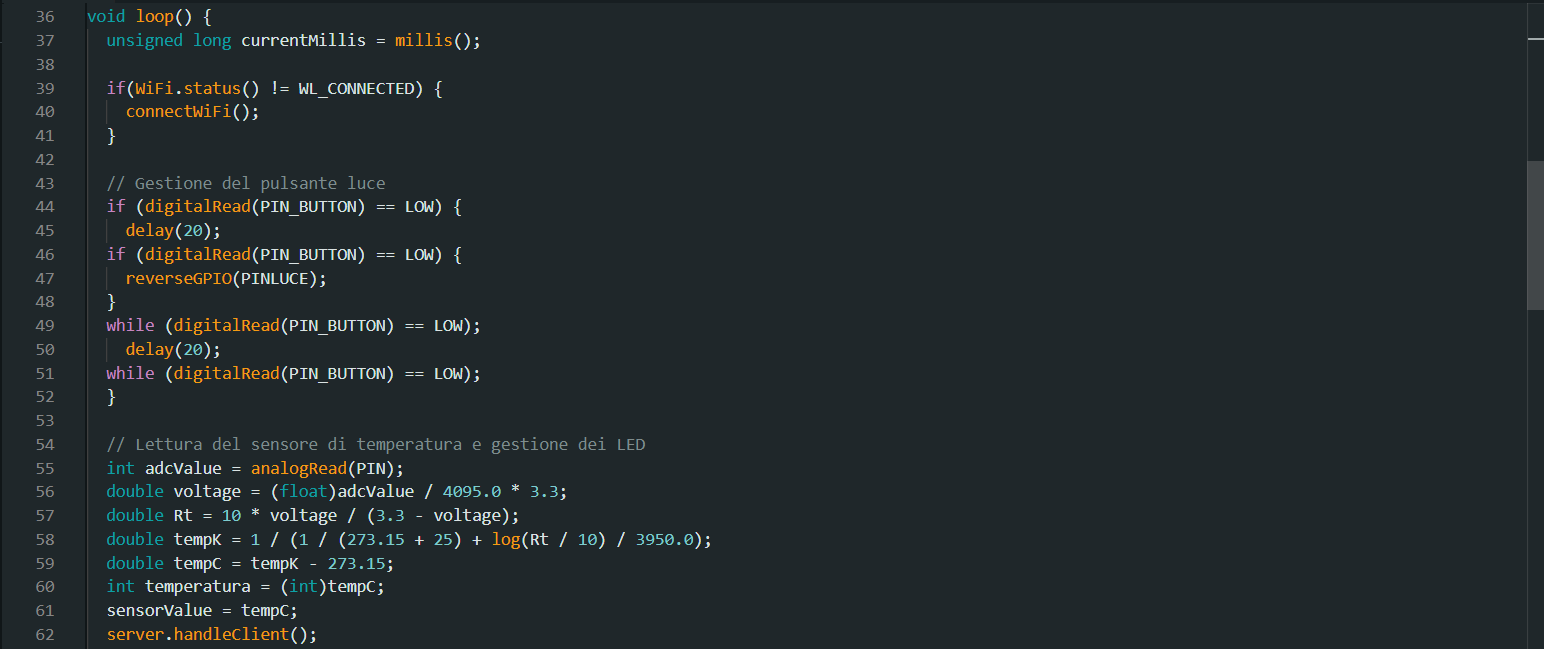 36 void loop() {
37 unsigned long currentMillis = millis();
38
39 if(WiFi.status() != WL_CONNECTED) {
40 connectWiFi();
41 }
42
43 // Gestione del pulsante luce
44 if (digitalRead(PIN_BUTTON) == LOW) {
45 delay(20);
46 if (digitalRead(PIN_BUTTON) == LOW) {
47 reverseGPIO(PINLUCE);
48 }
49 while (digitalRead(PIN_BUTTON) == LOW);
50 delay(20);
51 while (digitalRead(PIN_BUTTON) == LOW);
52 }
53
54 // Lettura del sensore di temperatura e gestione dei LED
55 int adcValue = analogRead(PIN);
56 double voltage = (float)adcValue / 4095.0 * 3.3;
57 double Rt = 10 * voltage / (3.3 - voltage);
58 double tempK = 1 / (1 / (273.15 + 25) + log(Rt / 10) / 3950.0);
59 double tempC = tempK - 273.15;
60 int temperatura = (int)tempC;
61 sensorValue = tempC;
62 server.handleClient();